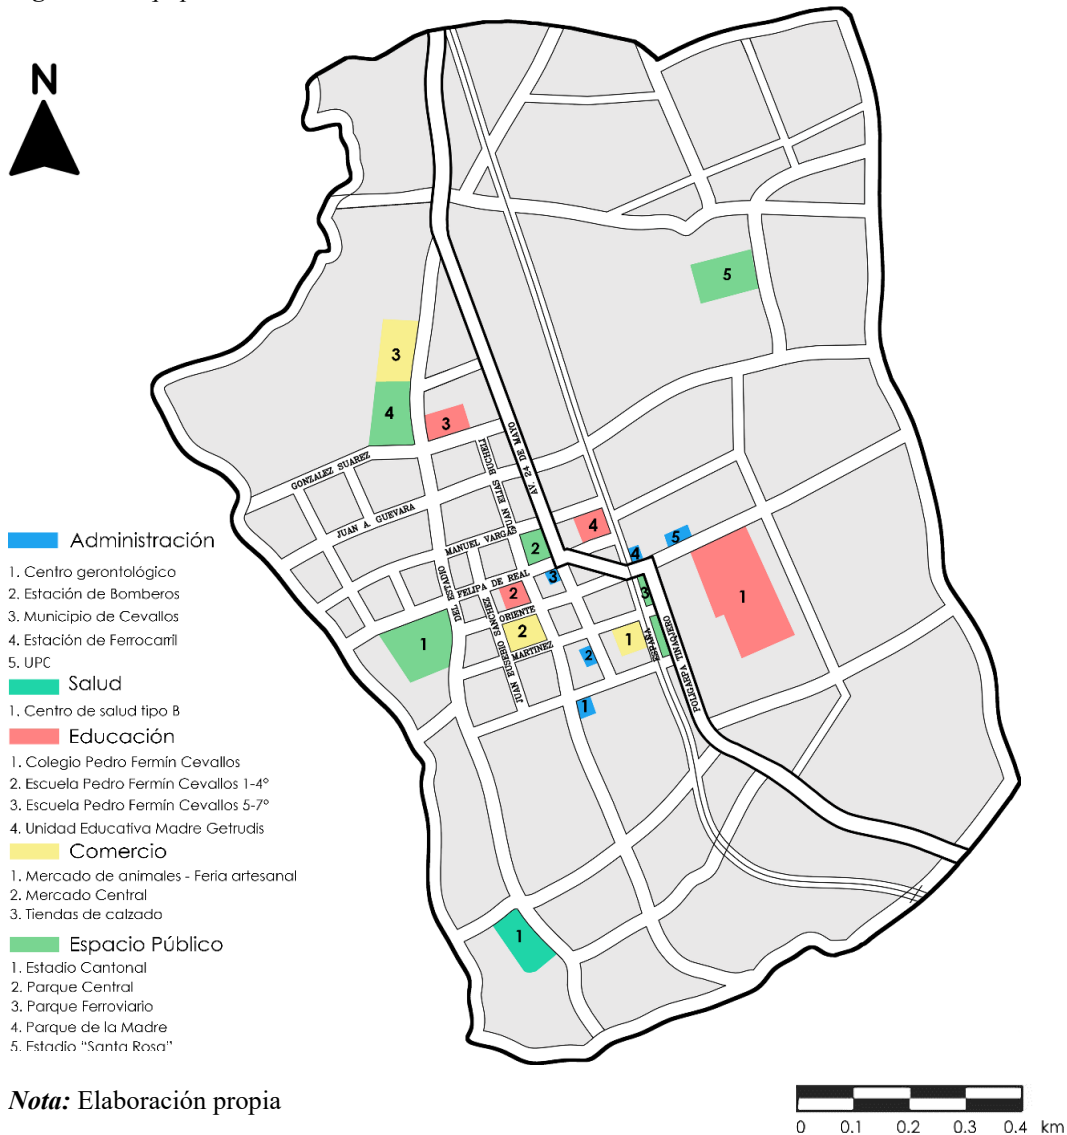 N
5
3
4
3
GONZALEZ SUAREZ
JUAN ELIAS BUCHELI
AV. 24 DE MAYO
JUAN A. GUEVARA
MANUEL VARGAS
4
5
2
4
3
DEL ESTADIO
FELIPA DE REAL
2
3
1
ORIENTE
JUAN EUSEBIO SANCHEZ
MARTINEZ
1
2
1
2
ESPAÑA
POLICARPA TINAJERO
1
1
Administración
1. Centro gerontológico
2. Estación de Bomberos
3. Municipio de Cevallos
4. Estación de Ferrocarril
5. UPC
Salud
1. Centro de salud tipo B
Educación
1. Colegio Pedro Fermín Cevallos
2. Escuela Pedro Fermín Cevallos 1-4°
3. Escuela Pedro Fermín Cevallos 5-7°
4. Unidad Educativa Madre Getrudis
Comercio
1. Mercado de animales - Feria artesanal
2. Mercado Central
3. Tiendas de calzado
Espacio Público
1. Estadio Cantonal
2. Parque Central
3. Parque Ferroviario
4. Parque de la Madre
5. Estadio "Santa Rosa"
Nota: Elaboración propia
0 0.1 0.2 0.3 0.4 km